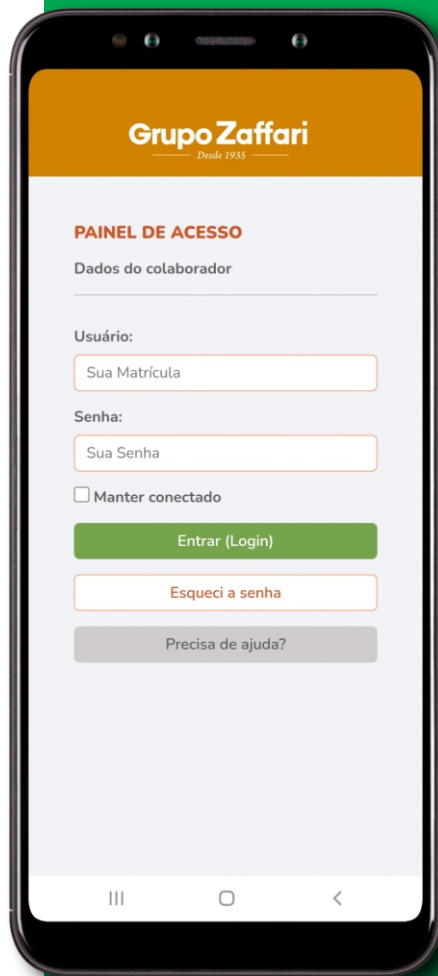 Grupo Zaffari
Desde 1935
PAINEL DE ACESSO
Dados do colaborador
Usuário:
Sua Matrícula
Senha:
Sua Senha
Manter conectado
Entrar (Login)
Esqueci a senha
Precisa de ajuda?